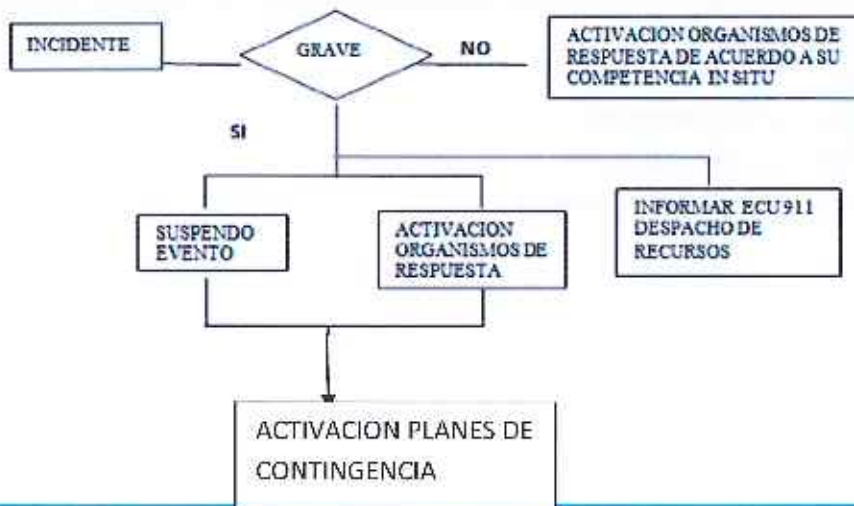 INCIDENTE
GRAVE
NO
ACTIVACION ORGANISMOS DE
RESPUESTA DE ACUERDO A SU
COMPETENCIA IN SITU
SI
SUSPENDO
EVENTO
ACTIVACION
ORGANISMOS DE
RESPUESTA
INFORMAR ECU 911
DESPACHO DE
RECURSOS
ACTIVACION PLANES DE
CONTINGENCIA